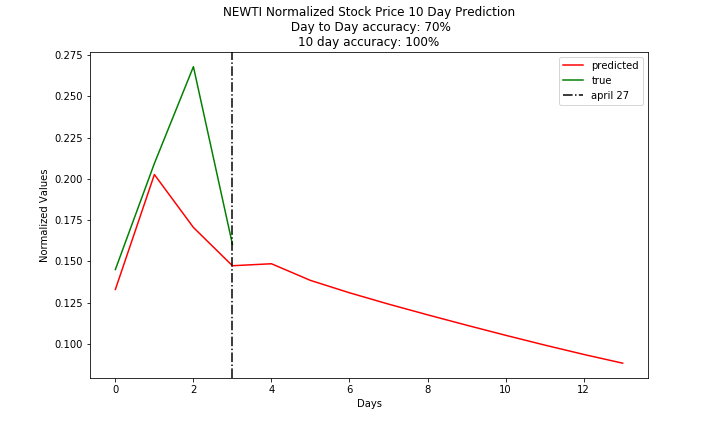 NEWTI Normalized Stock Price 10 Day Prediction
Day to Day accuracy: 70%
10 day accuracy: 100%
predicted
true
april 27
Normalized Values
0.275
0.250
0.225
0.200
0.175
0.150
0.125
0.100
0 2 4 6 8 10 12
Days